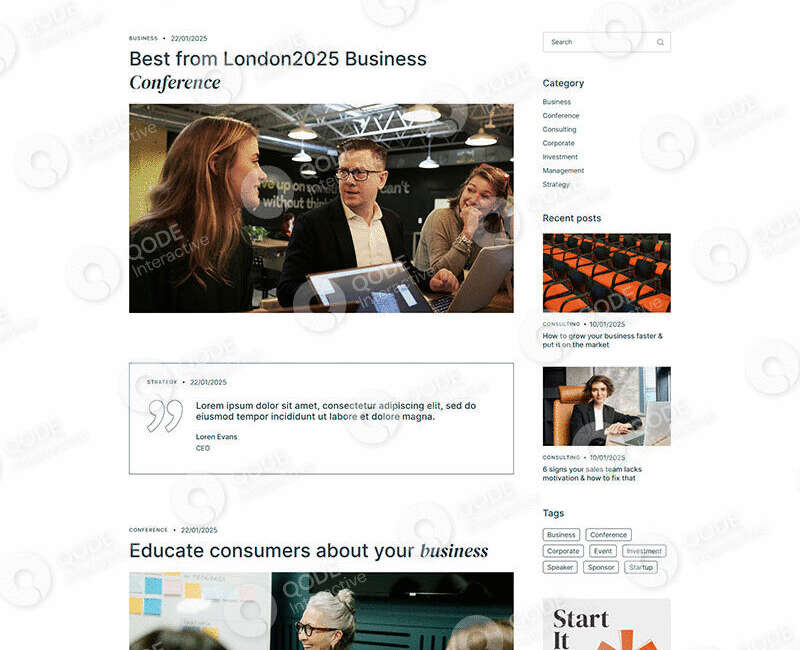 BUSINESS • 22/01/2025
Best from London2025 Business
Conference
STRATEGY • 22/01/2025
Lorem ipsum dolor sit amet, consectetur adipiscing elit, sed do
eiusmod tempor incididunt ut labore et dolore magna.
Loren Evans
CEO
CONFERENCE • 22/01/2025
Educate consumers about your business
Search
Category
Business
Conference
Consulting
Corporate
Investment
Management
Strategy
Recent posts
CONSULTING • 10/01/2025
How to grow your business faster &
put it on the market
CONSULTING • 10/01/2025
6 signs your sales team lacks
motivation & how to fix that
Tags
Business Conference
Corporate Event Investment
Speaker Sponsor Startup
Start
It
QODE
Interactive